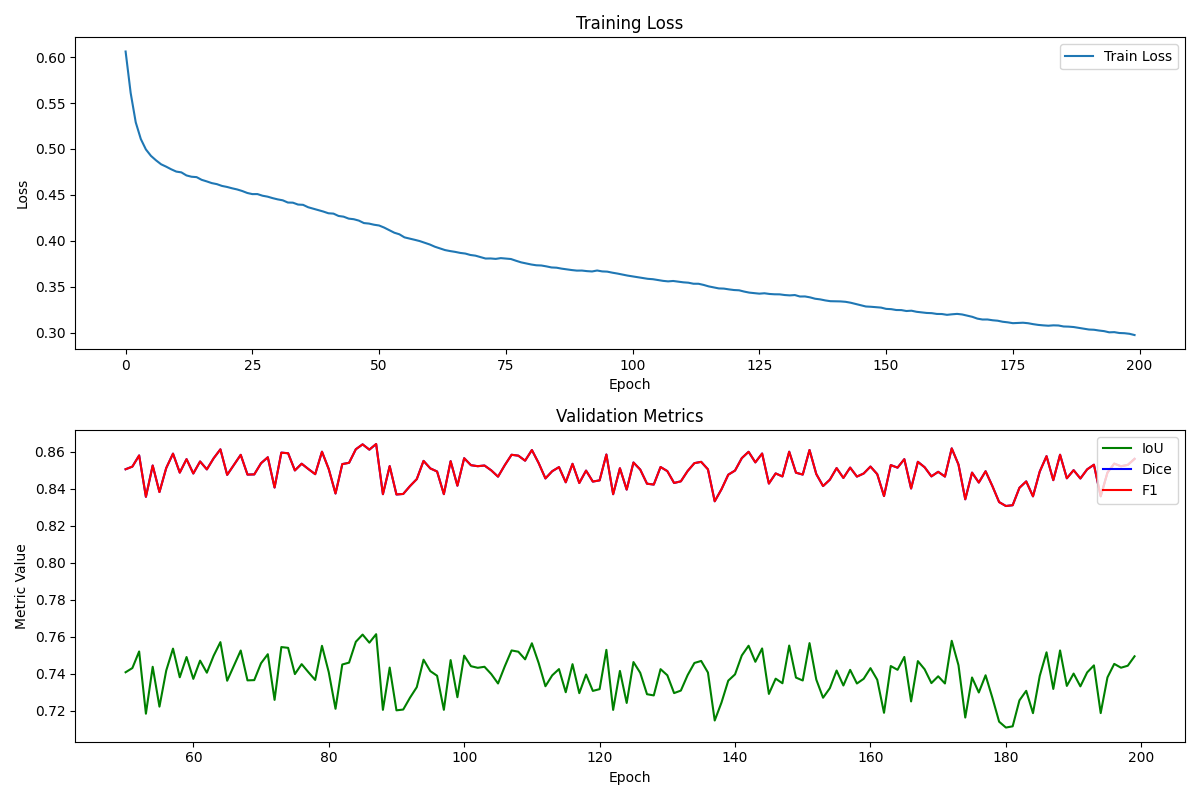 Training Loss
Train Loss
0.60
0.55
0.50
0.45
0.40
0.35
0.30
Loss
0 25 50 75 100 125 150 175 200
Epoch
Validation Metrics
IoU
Dice
F1
0.86
0.84
0.82
0.80
0.78
0.76
0.74
0.72
Metric Value
60 80 100 120 140 160 180 200
Epoch